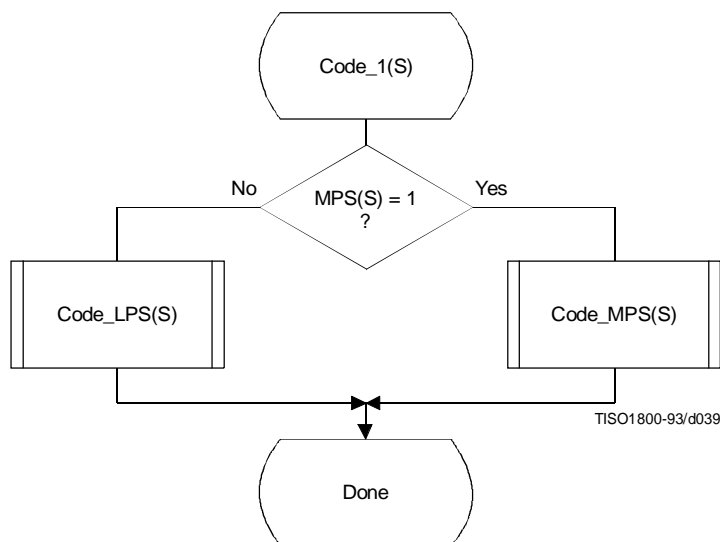 Code_1(S)
No
MPS(S) = 1
?
Yes
Code_LPS(S)
Code_MPS(S)
TISO1800-93/d039
Done